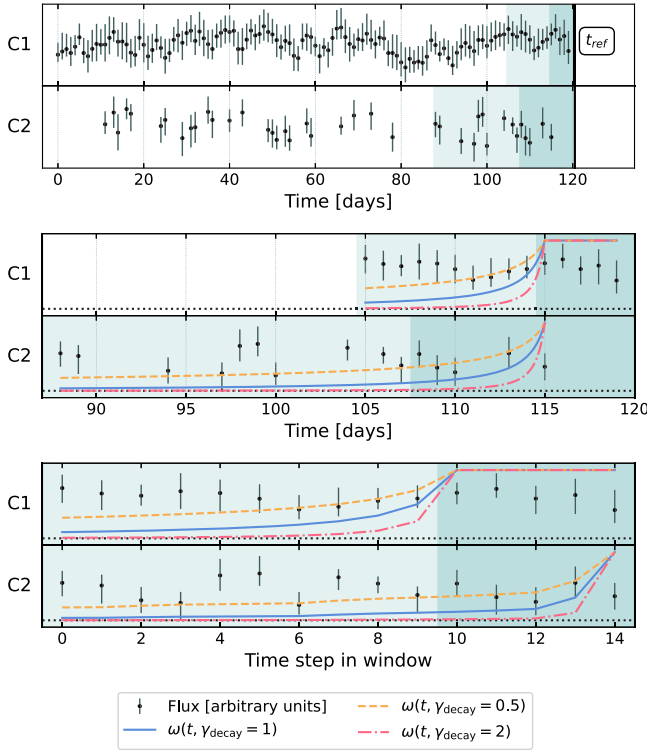 C1
t_ref
C2
0 20 40 60 80 100 120
Time [days]
C1
C2
90 95 100 105 110 115 120
Time [days]
C1
C2
0 2 4 6 8 10 12 14
Time step in window
Flux [arbitrary units]
ω(t, γ_decay = 1)
ω(t, γ_decay = 0.5)
ω(t, γ_decay = 2)